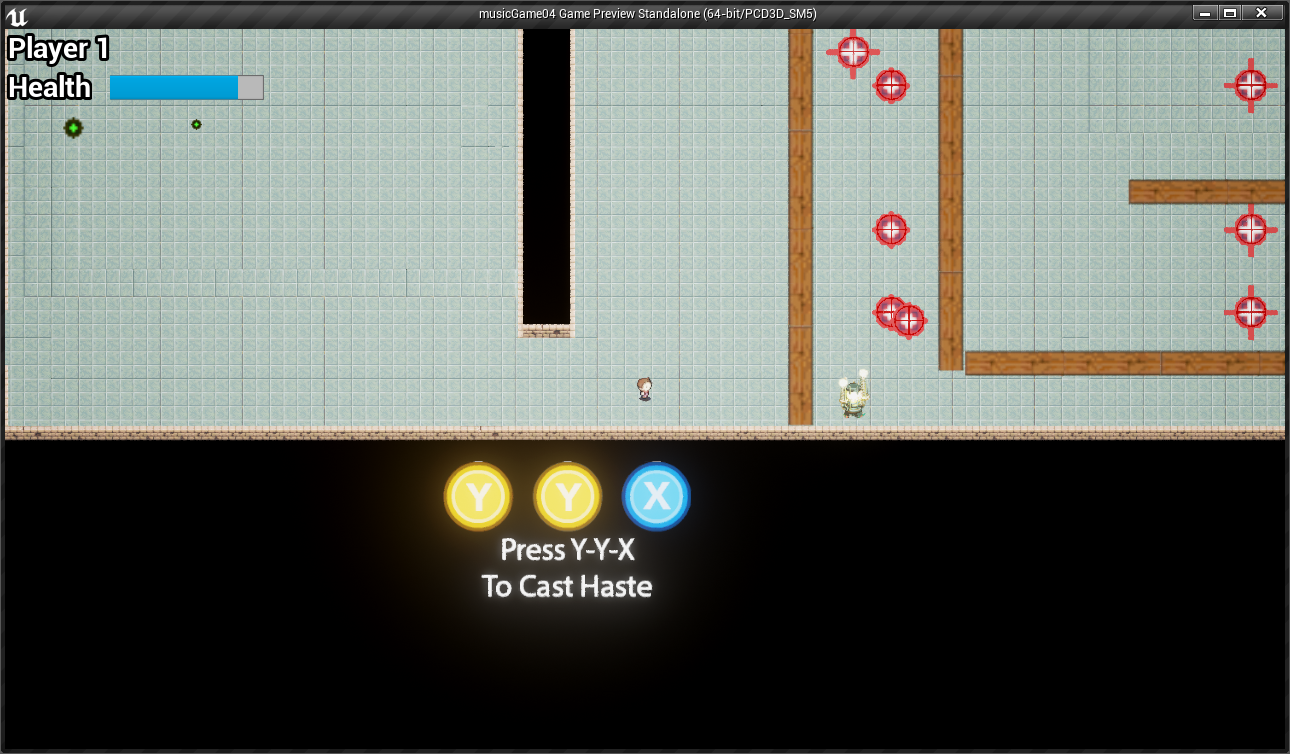 musicGame04 Game Preview Standalone (64-bit/PCD3D_SM5)
Player 1
Health
Y Y X
Press Y-Y-X
To Cast Haste